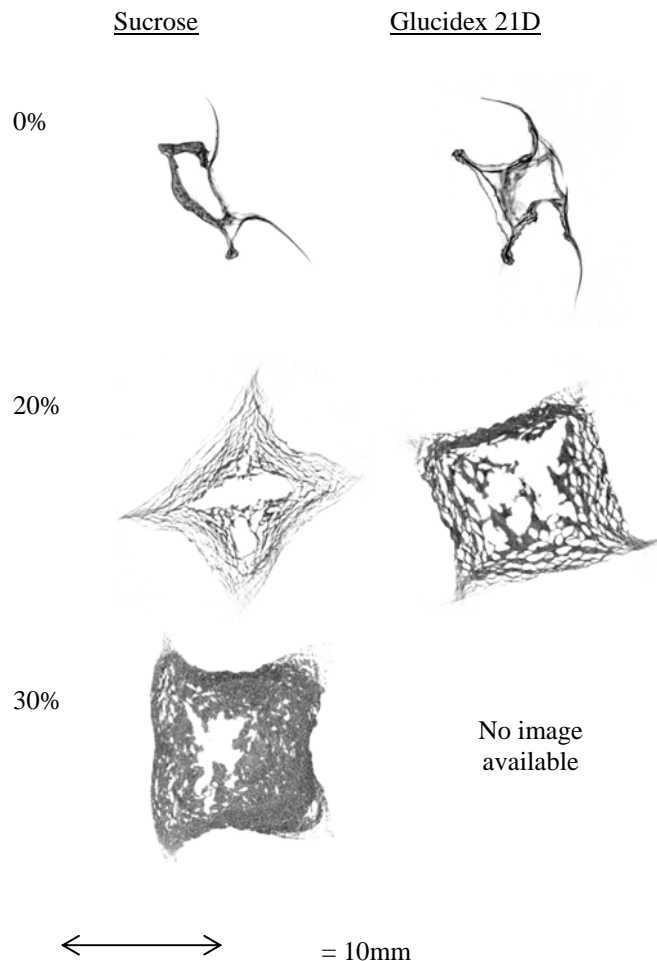 Sucrose Glucidex 21D
0%
20%
30%
No image
available
= 10mm